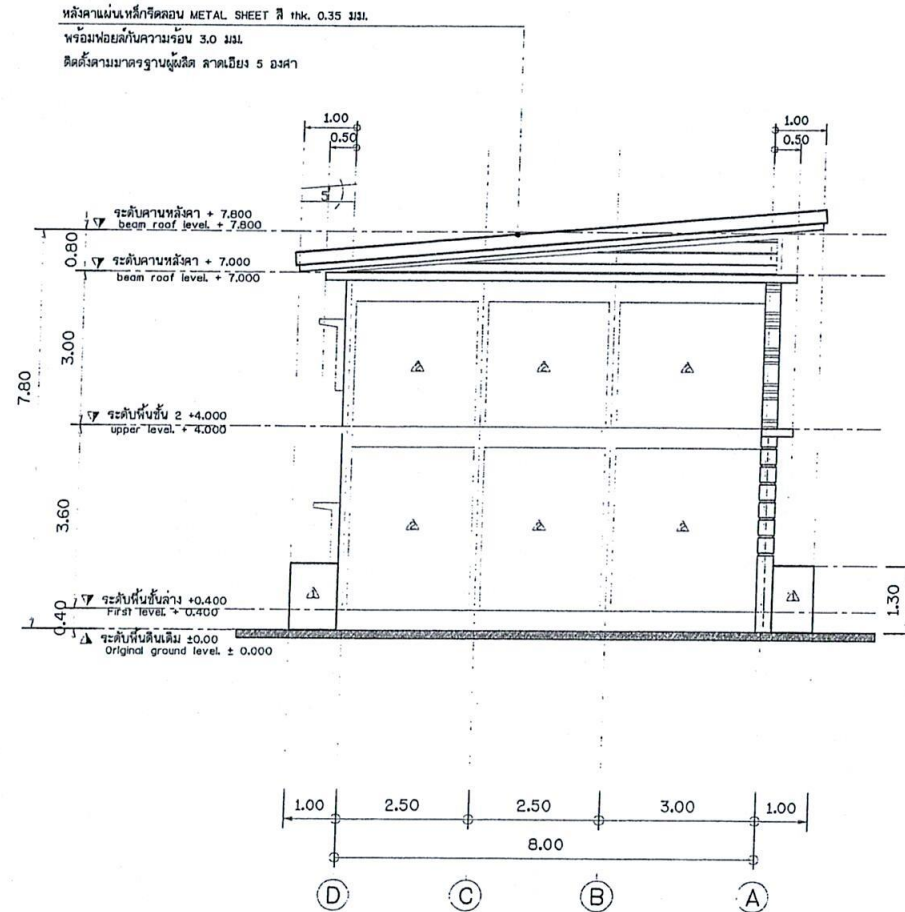 หลังคาแผ่นเหล็กรีดลอน METAL SHEET สี thk. 0.35 มม.
พร้อมฟอยล์กันความร้อน 3.0 มม.
ติดตั้งตามมาตรฐานผู้ผลิต ลาดเอียง 5 องศา
1.00
0.50
1.00
0.50
5
ระดับคานหลังคา + 7.800
beam roof level. + 7.800
0.80
ระดับคานหลังคา + 7.000
beam roof level. + 7.000
3.00
7.80
2
2
2
ระดับพื้นชั้น 2 +4.000
upper level. + 4.000
3.60
2
2
2
1
1
1.30
ระดับพื้นชั้นล่าง +0.400
First level. + 0.400
0.40
ระดับพื้นดินเดิม ±0.00
Original ground level. ± 0.000
1.00 2.50 2.50 3.00 1.00
8.00
D C B A